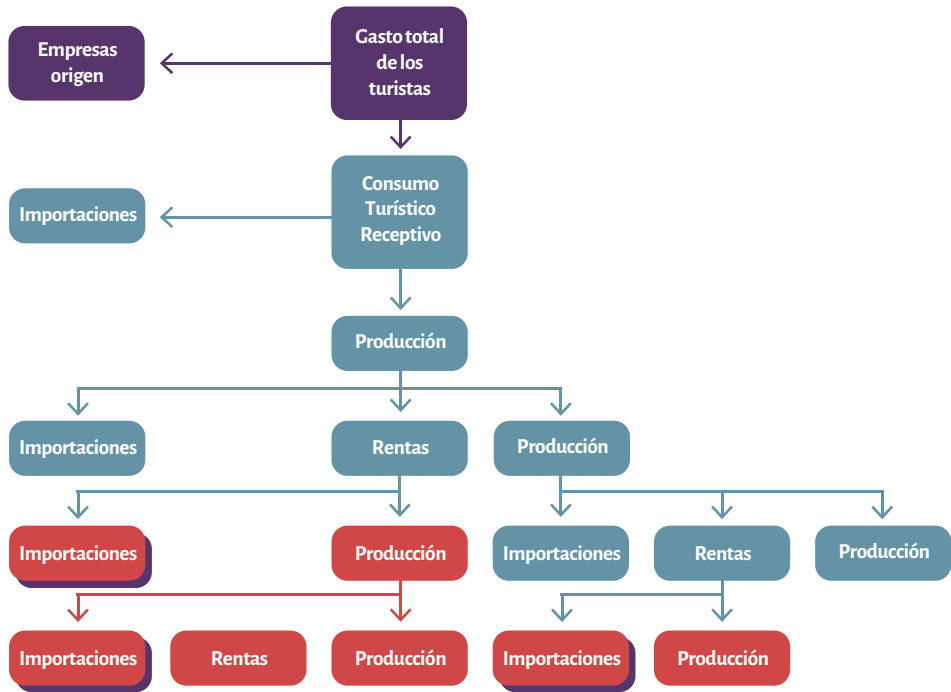 Gasto total
de los
turistas
Empresas
origen
Consumo
Turístico
Receptivo
Importaciones
Producción
Importaciones
Rentas
Producción
Importaciones
Producción
Importaciones
Rentas
Producción
Importaciones
Rentas
Producción
Importaciones
Producción